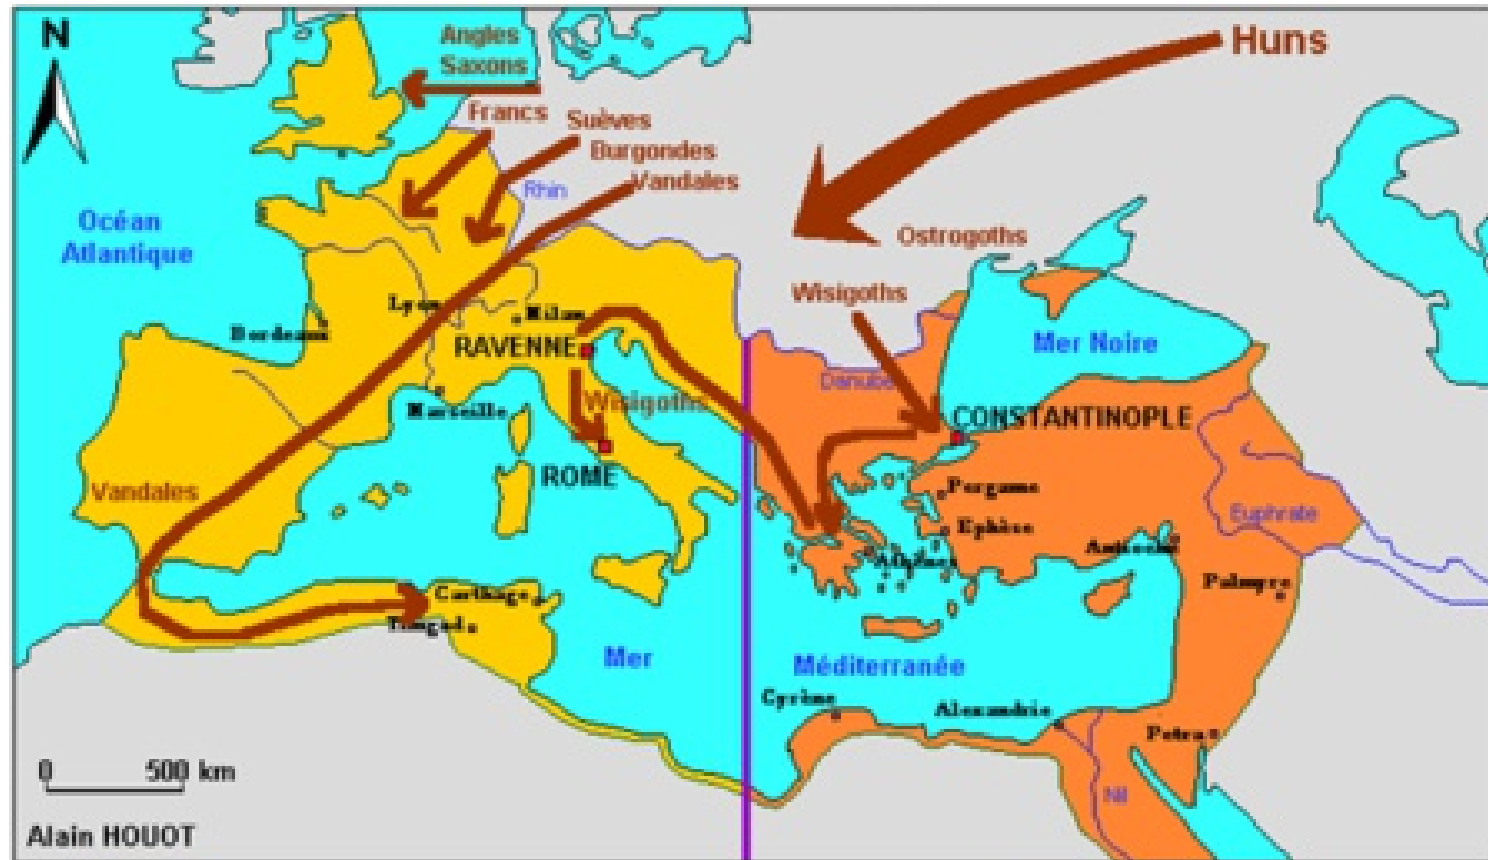 N
Angles
Saxons
Huns
Francs
Suèves
Burgondes
Vandales
Rhin
Océan
Atlantique
Ostrogoths
Wisigoths
Lyon
Milan
Bordeaux
RAVENNE
Mer Noire
Danube
Marseille
Wisigoths
CONSTANTINOPLE
ROME
Vandales
Pergame
Ephèse
Euphrate
Athènes
Antioche
Palmyre
Carthage
Timgad
Mer
Méditerranée
Cyrène
Alexandrie
Petra
0 500 km
Nil
Alain HOUOT